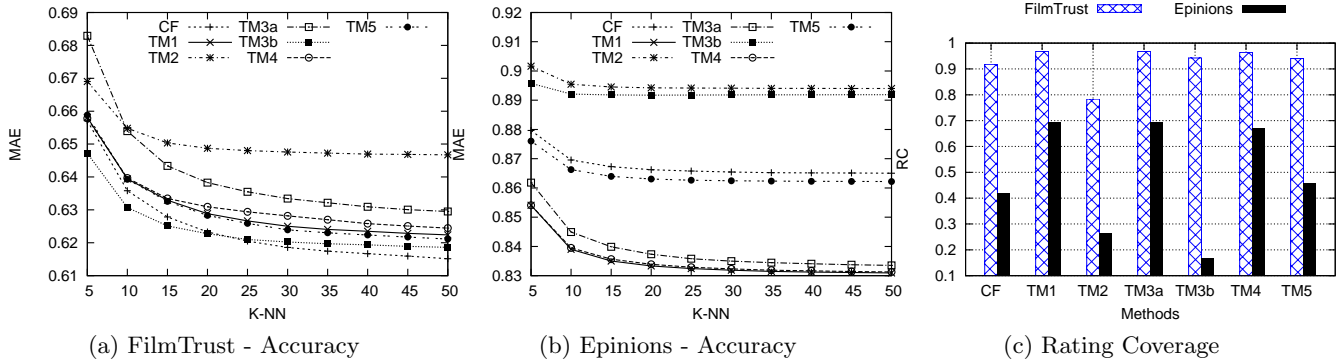 CF TM3a TM5
TM1 TM3b
TM2 TM4
0.69
0.68
0.67
0.66
0.65
0.64
0.63
0.62
0.61
MAE
5 10 15 20 25 30 35 40 45 50
K-NN
(a) FilmTrust - Accuracy
CF TM3a TM5
TM1 TM3b
TM2 TM4
0.92
0.91
0.9
0.89
0.88
0.87
0.86
0.85
0.84
0.83
MAE
5 10 15 20 25 30 35 40 45 50
K-NN
(b) Epinions - Accuracy
FilmTrust Epinions
1
0.9
0.8
0.7
0.6
0.5
0.4
0.3
0.2
0.1
RC
CF TM1 TM2 TM3a TM3b TM4 TM5
Methods
(c) Rating Coverage